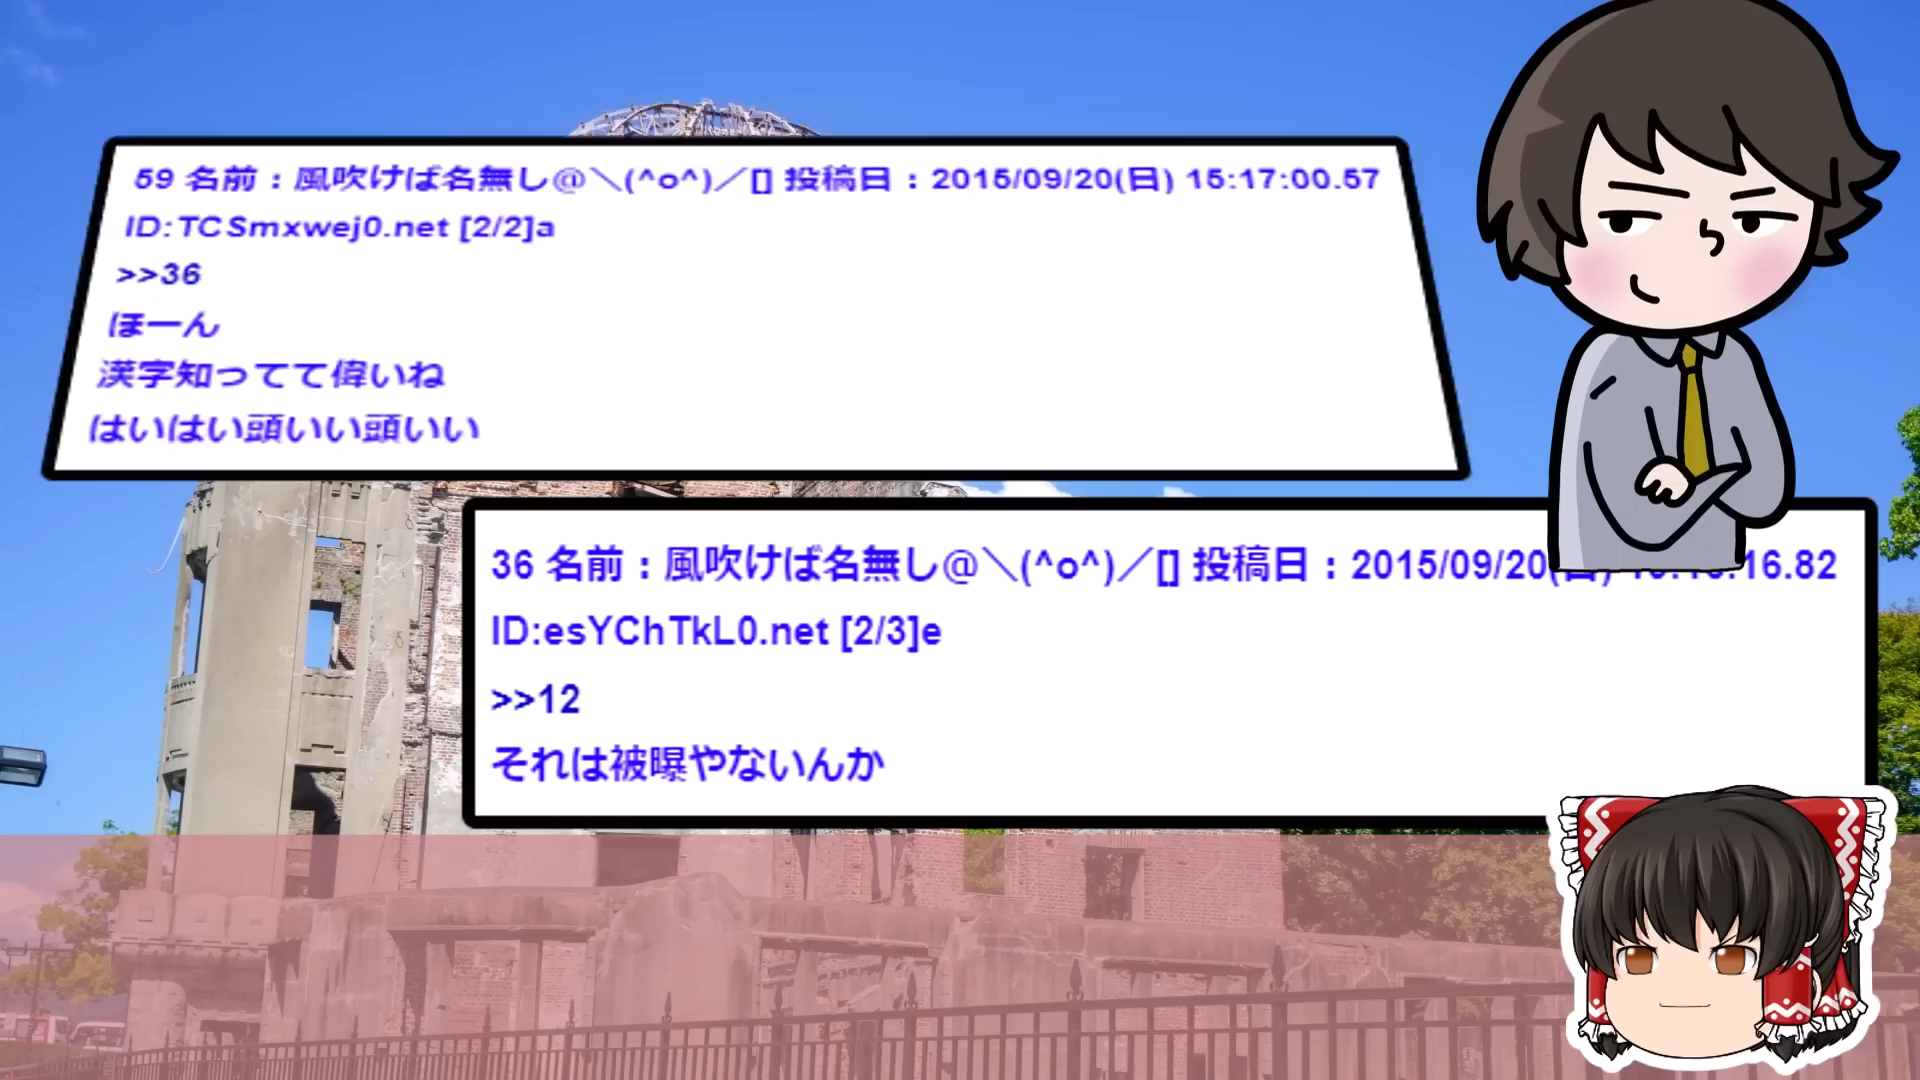 59 名前：風吹けば名無し@＼(^o^)／[] 投稿日：2015/09/20(日) 15:17:00.57
ID:TCSmxwej0.net [2/2]a
>>36
ほーん
漢字知ってて偉いね
はいはい頭いい頭いい
36 名前：風吹けば名無し@＼(^o^)／[] 投稿日：2015/09/20 16.82
ID:esYChTkL0.net [2/3]e
>>12
それは被曝やないんか